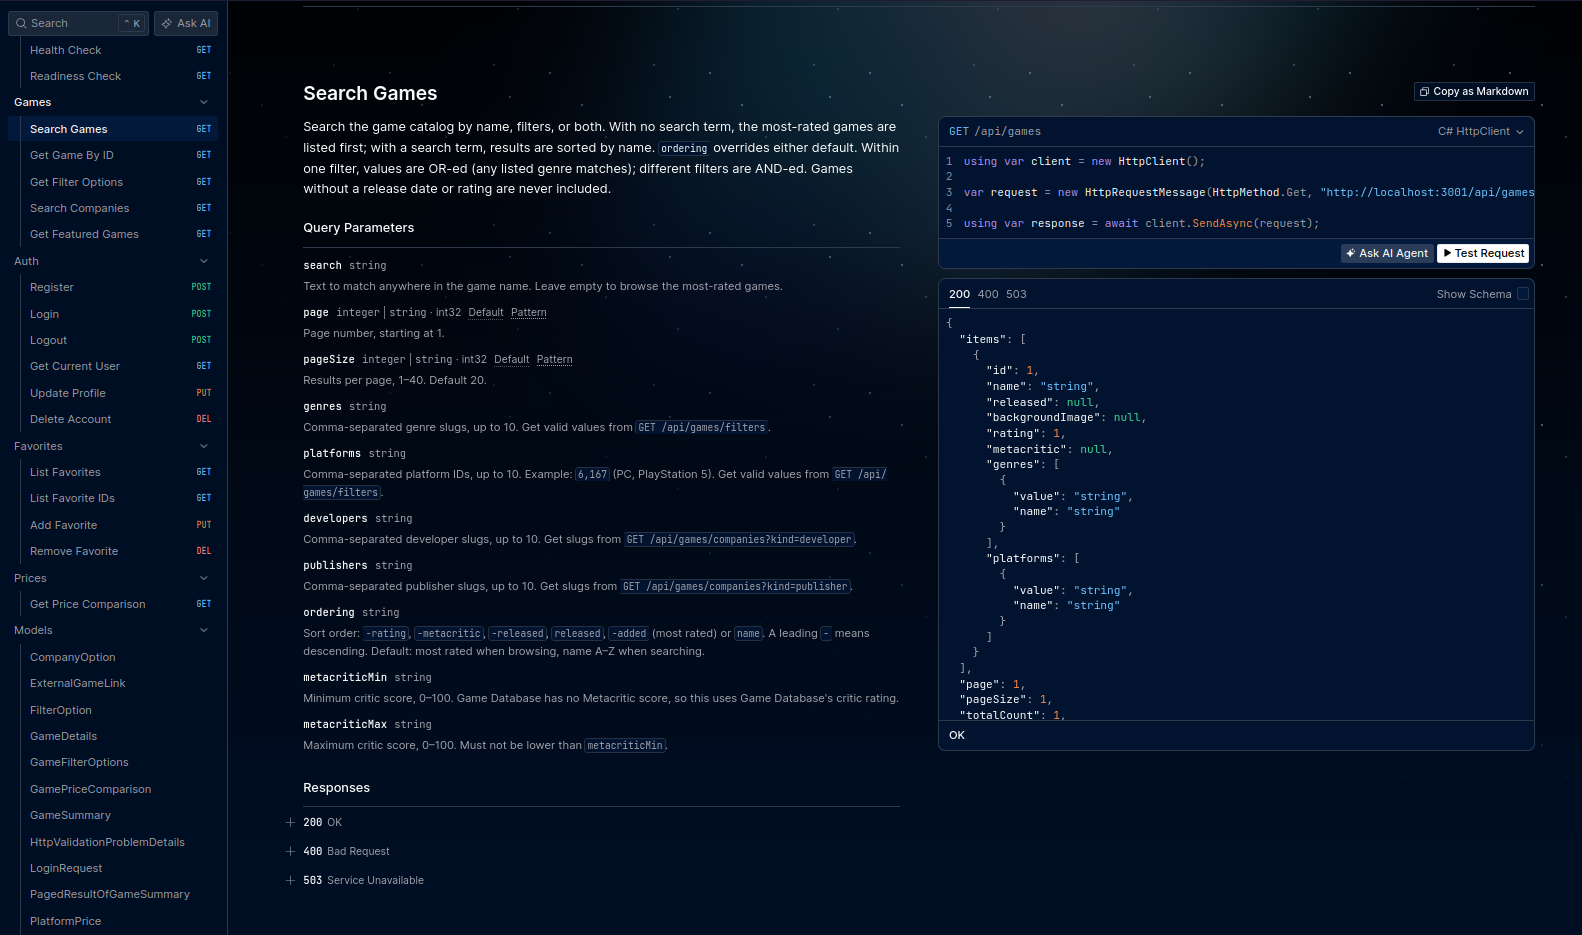 Search
⌃ K
Ask AI
Health Check GET
Readiness Check GET
Games
Search Games GET
Get Game By ID GET
Get Filter Options GET
Search Companies GET
Get Featured Games GET
Auth
Register POST
Login POST
Logout POST
Get Current User GET
Update Profile PUT
Delete Account DEL
Favorites
List Favorites GET
List Favorite IDs GET
Add Favorite PUT
Remove Favorite DEL
Prices
Get Price Comparison GET
Models
CompanyOption
ExternalGameLink
FilterOption
GameDetails
GameFilterOptions
GamePriceComparison
GameSummary
HttpValidationProblemDetails
LoginRequest
PagedResultOfGameSummary
PlatformPrice
Search Games
Search the game catalog by name, filters, or both. With no search term, the most-rated games are
listed first; with a search term, results are sorted by name. ordering overrides either default. Within
one filter, values are OR-ed (any listed genre matches); different filters are AND-ed. Games
without a release date or rating are never included.
Query Parameters
search string
Text to match anywhere in the game name. Leave empty to browse the most-rated games.
page integer | string · int32 Default Pattern
Page number, starting at 1.
pageSize integer | string · int32 Default Pattern
Results per page, 1–40. Default 20.
genres string
Comma-separated genre slugs, up to 10. Get valid values from GET /api/games/filters.
platforms string
Comma-separated platform IDs, up to 10. Example: 6,167 (PC, PlayStation 5). Get valid values from GET /api/
games/filters.
developers string
Comma-separated developer slugs, up to 10. Get slugs from GET /api/games/companies?kind=developer.
publishers string
Comma-separated publisher slugs, up to 10. Get slugs from GET /api/games/companies?kind=publisher.
ordering string
Sort order: -rating, -metacritic, -released, released, -added (most rated) or name. A leading - means
descending. Default: most rated when browsing, name A–Z when searching.
metacriticMin string
Minimum critic score, 0–100. Game Database has no Metacritic score, so this uses Game Database's critic rating.
metacriticMax string
Maximum critic score, 0–100. Must not be lower than metacriticMin.
Responses
200 OK
400 Bad Request
503 Service Unavailable
Copy as Markdown
GET /api/games
C# HttpClient
1 using var client = new HttpClient();
2
3 var request = new HttpRequestMessage(HttpMethod.Get, "http://localhost:3001/api/games
4
5 using var response = await client.SendAsync(request);
Ask AI Agent
Test Request
200 400 503
Show Schema
{
"items": [
{
"id": 1,
"name": "string",
"released": null,
"backgroundImage": null,
"rating": 1,
"metacritic": null,
"genres": [
{
"value": "string",
"name": "string"
}
],
"platforms": [
{
"value": "string",
"name": "string"
}
]
}
],
"page": 1,
"pageSize": 1,
"totalCount": 1,
OK